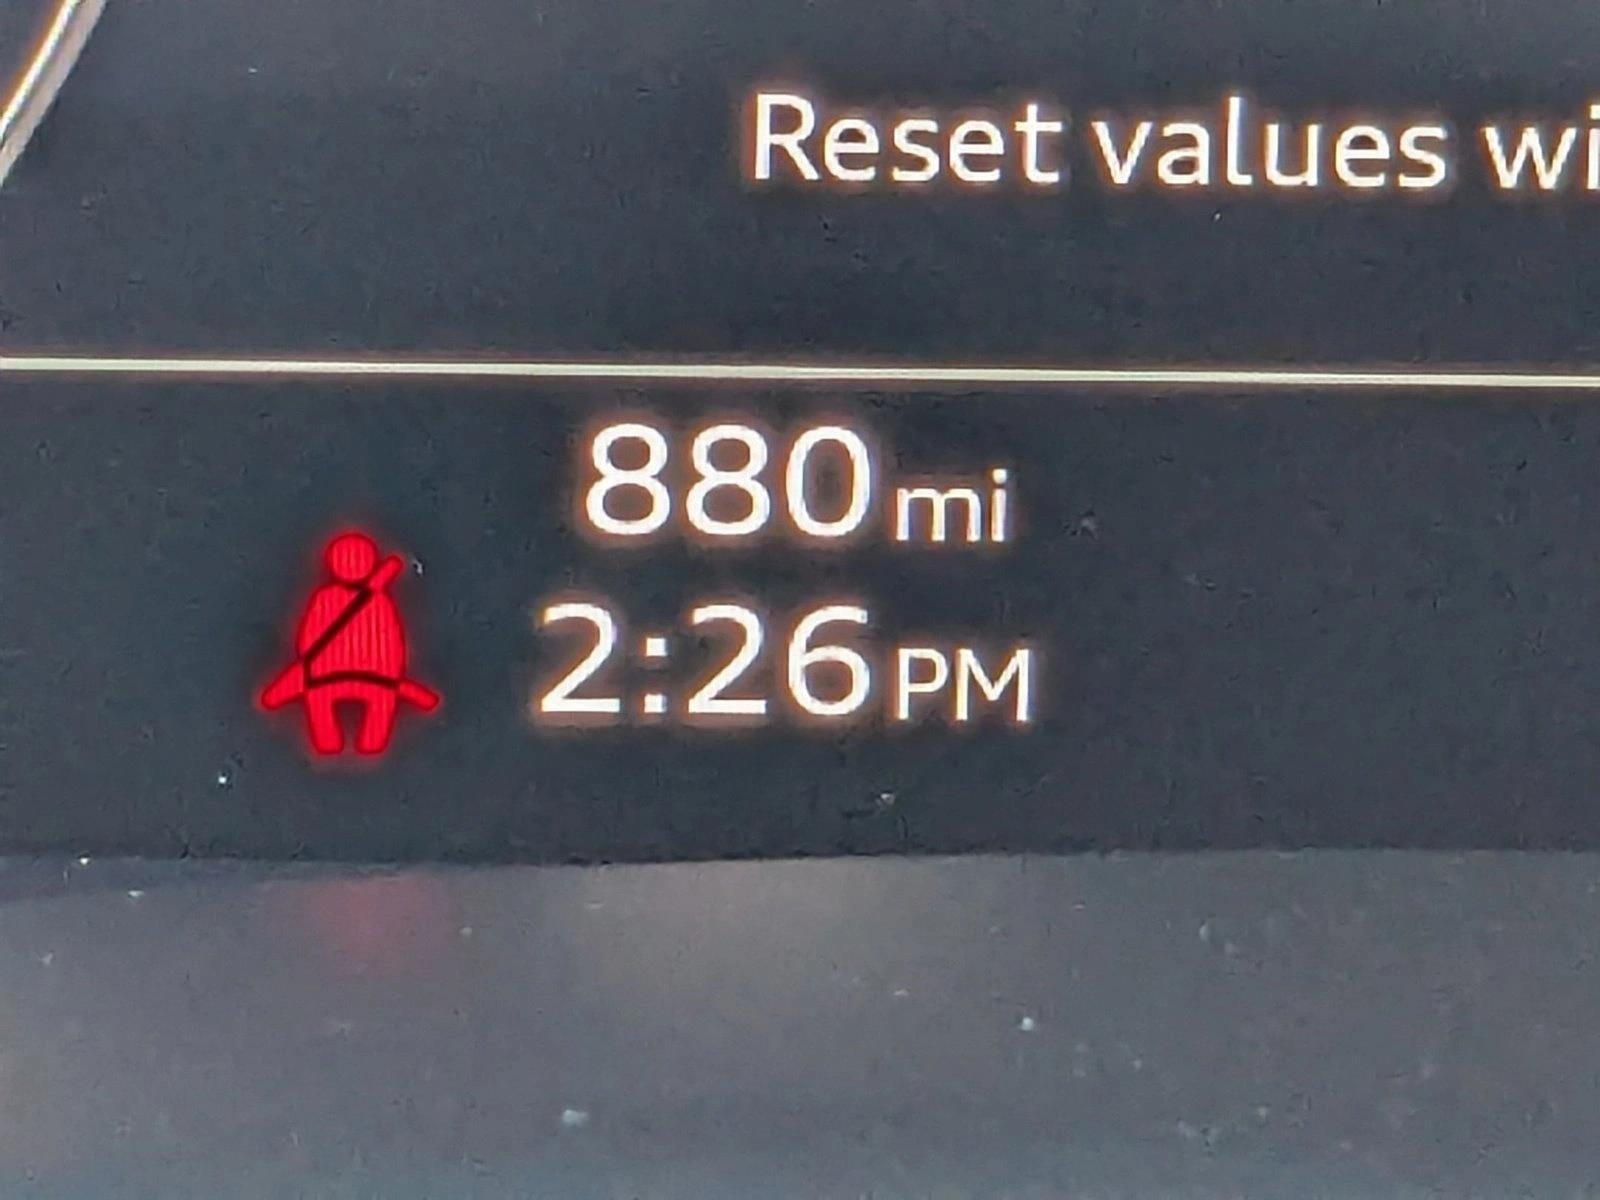 Reset values wi
880 mi
2:26 PM